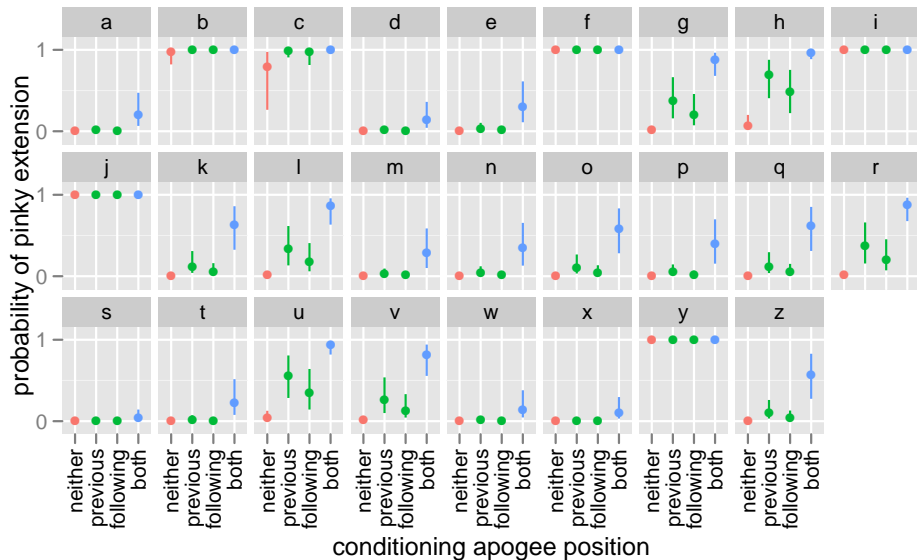 a b c d e f g h i
1
0
j k l m n o p q r
1
0
s t u v w x y z
1
0
neither previous following both neither previous following both neither previous following both neither previous following both neither previous following both neither previous following both neither previous following both neither previous following both
conditioning apogee position
probability of pinky extension